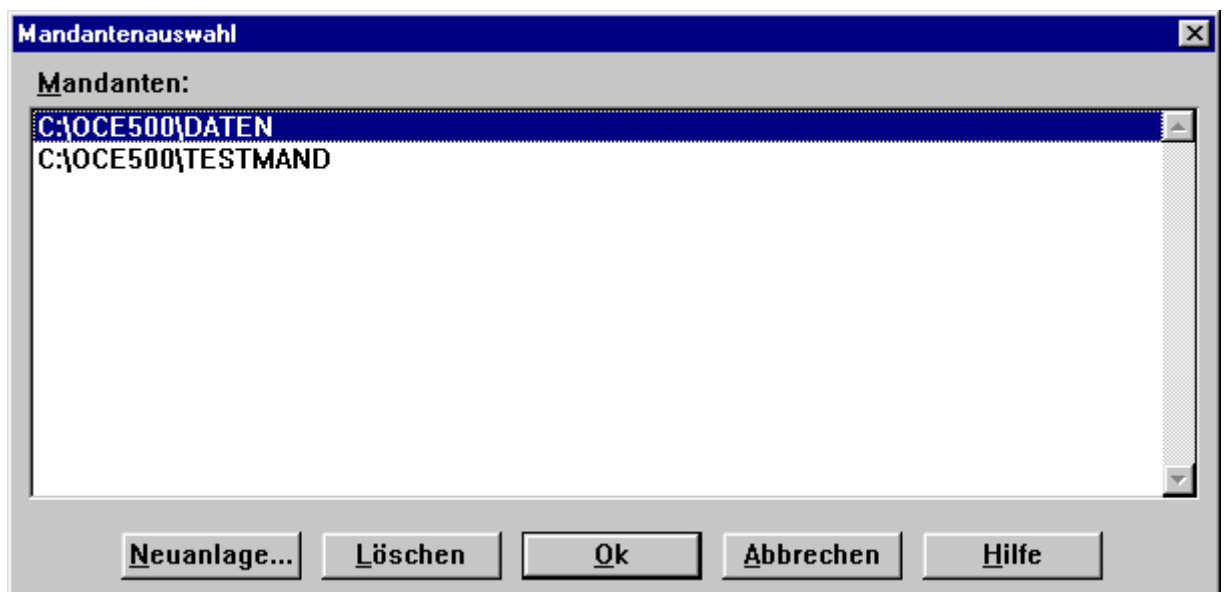 Mandantenauswahl
Mandanten:
C:\OCE500\DATEN
C:\OCE500\TESTMAND
Neuanlage... Löschen Ok Abbrechen Hilfe